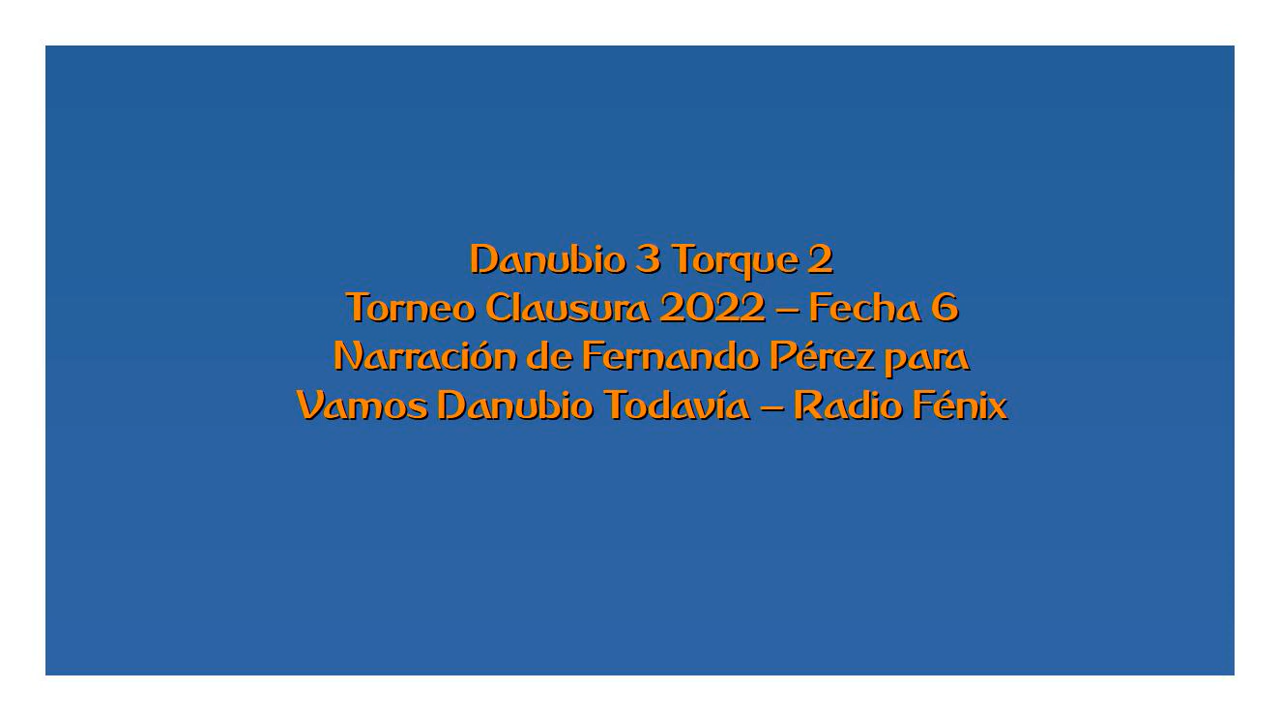 Danubio 3 Torque 2
Torneo Clausura 2022 – Fecha 6
Narración de Fernando Pérez para
Vamos Danubio Todavía – Radio Fénix